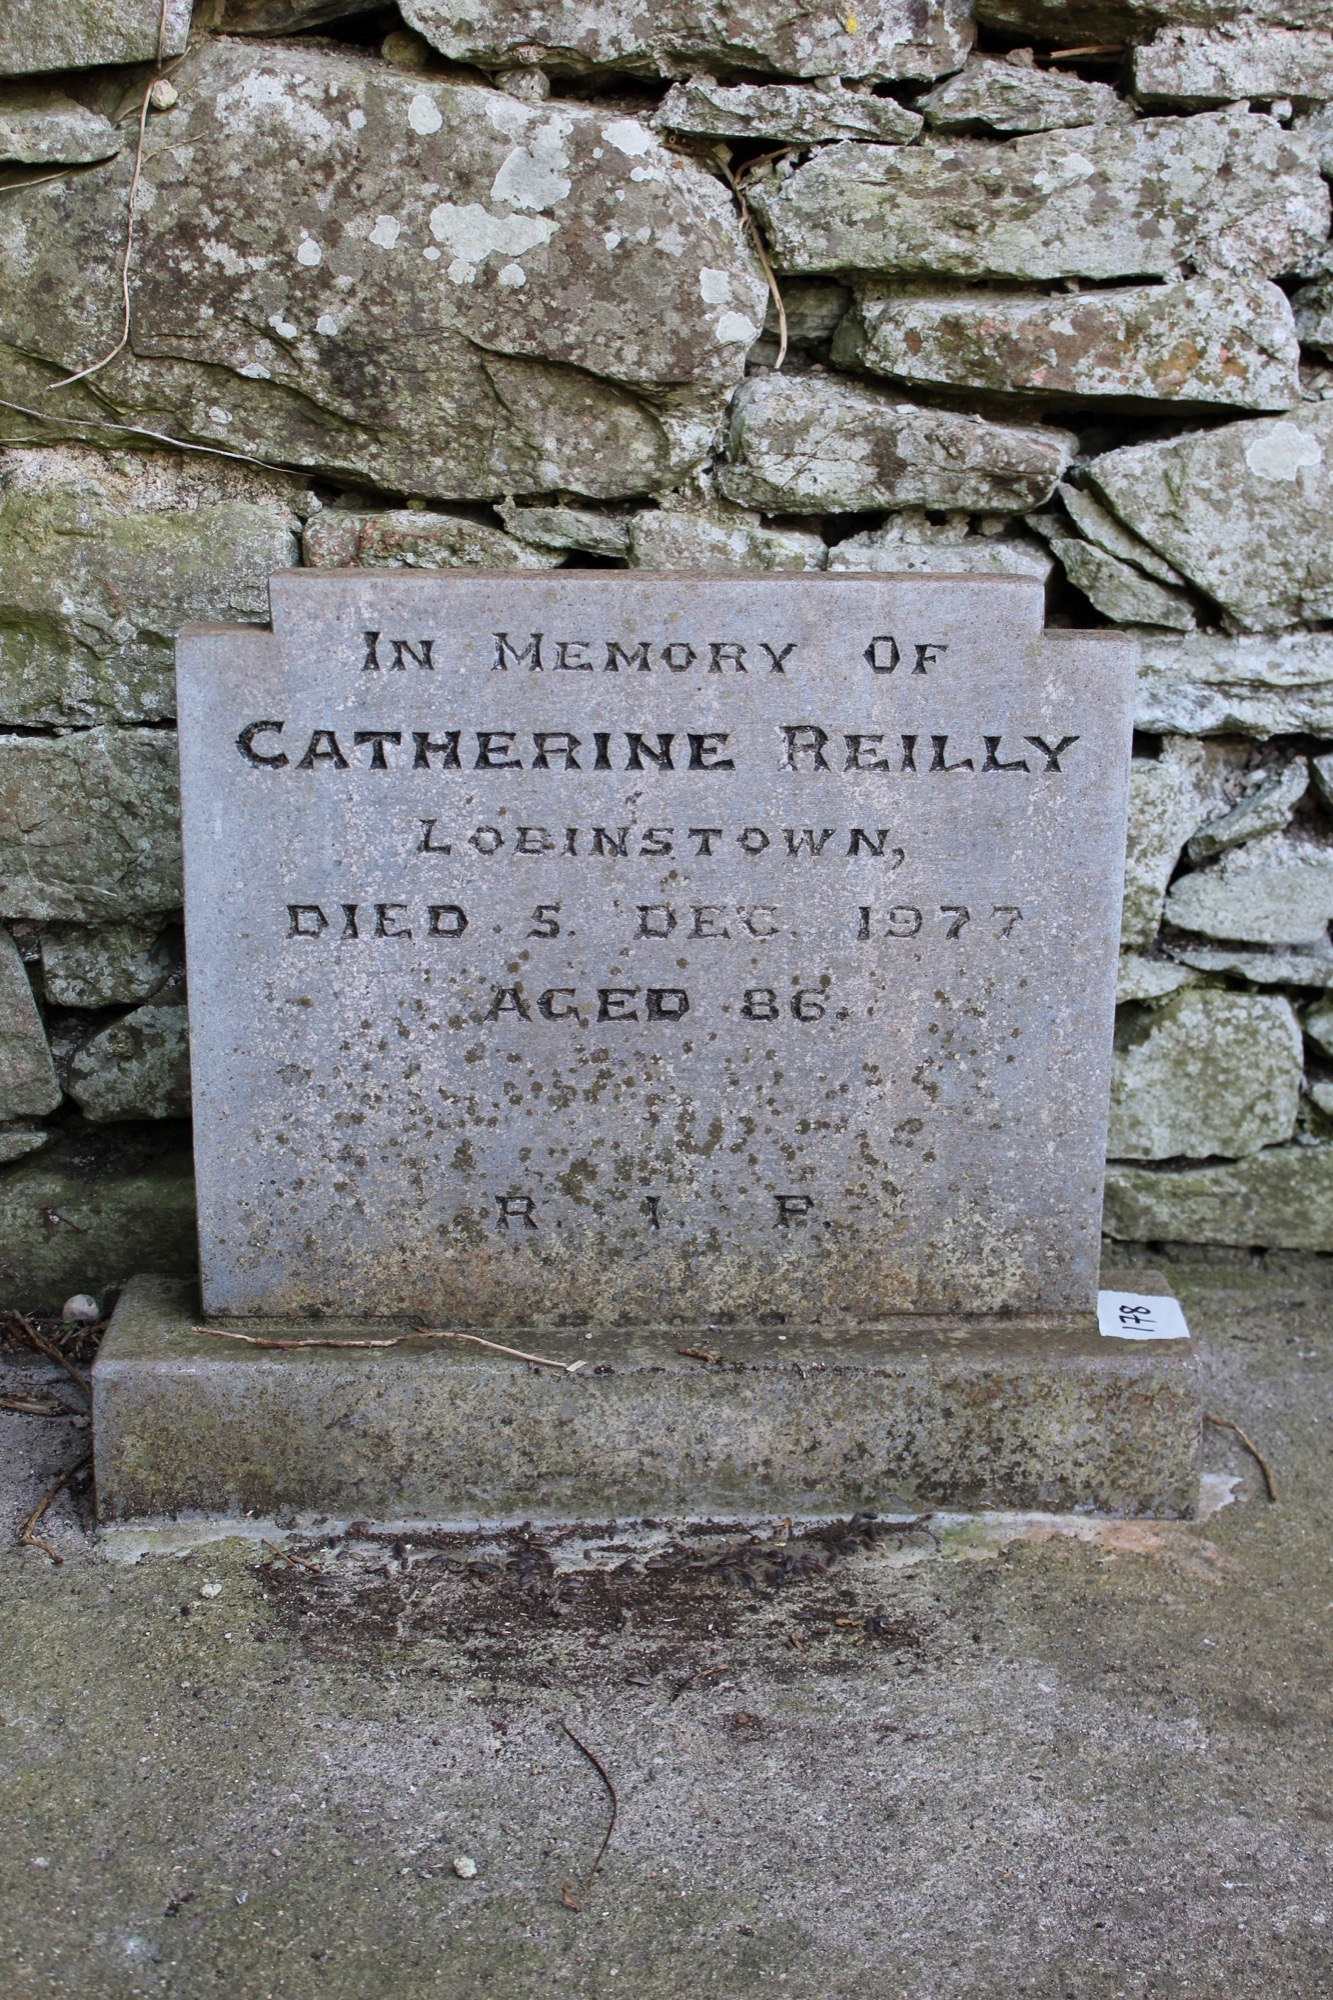 IN MEMORY OF
CATHERINE REILLY
LOBINSTOWN,
DIED 5. DEC. 1977
AGED 86.
R. I. P.
178